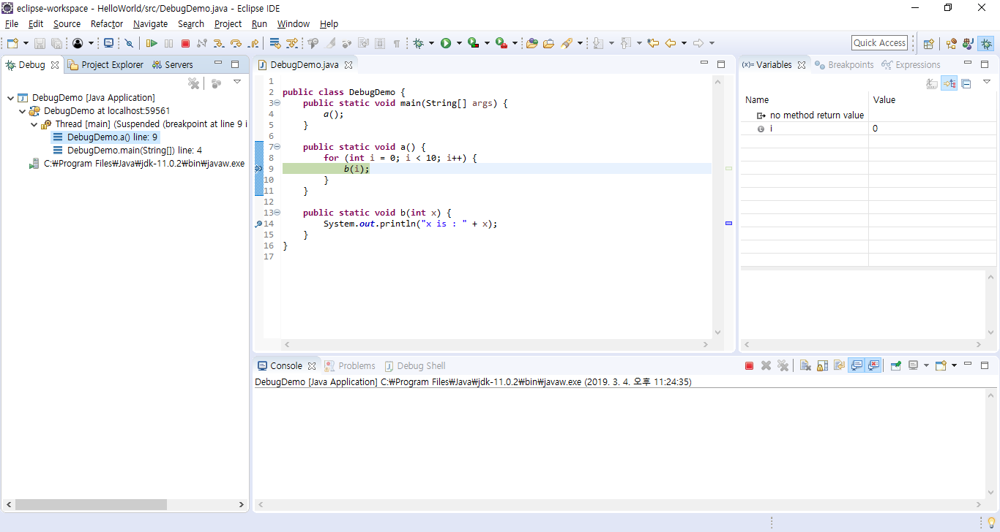 eclipse-workspace - HelloWorld/src/DebugDemo.java - Eclipse IDE
File Edit Source Refactor Navigate Search Project Run Window Help
Quick Access
Debug Project Explorer Servers
DebugDemo [Java Application]
DebugDemo at localhost:59561
Thread [main] (Suspended (breakpoint at line 9 i
DebugDemo.a() line: 9
DebugDemo.main(String[]) line: 4
C:₩Program Files₩Java₩jdk-11.0.2₩bin₩javaw.exe
DebugDemo.java
1
2 public class DebugDemo {
3 public static void main(String[] args) {
4 a();
5 }
6
7 public static void a() {
8 for (int i = 0; i < 10; i++) {
9 b(i);
10 }
11 }
12
13 public static void b(int x) {
14 System.out.println("x is : " + x);
15 }
16 }
17
(x)= Variables Breakpoints Expressions
Name Value
no method return value
i 0
Console Problems Debug Shell
DebugDemo [Java Application] C:₩Program Files₩Java₩jdk-11.0.2₩bin₩javaw.exe (2019. 3. 4. 오후 11:24:35)